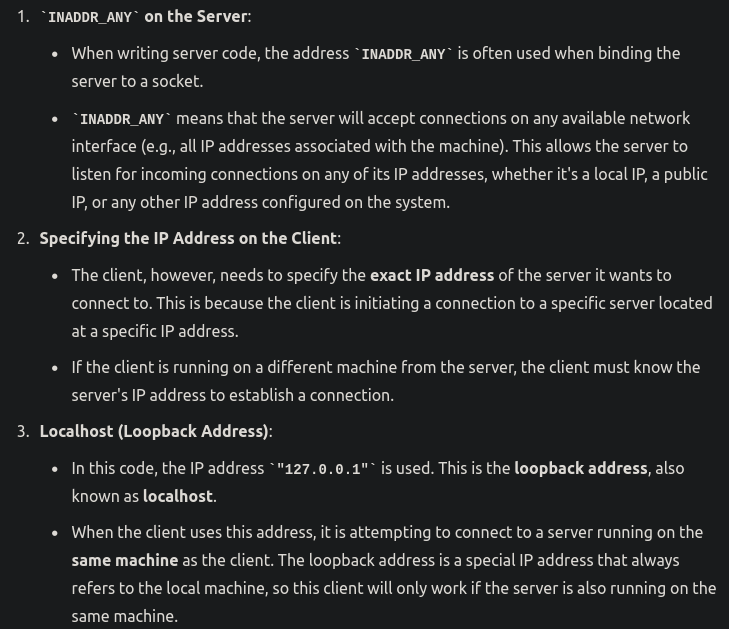 1. `INADDR_ANY` on the Server:
• When writing server code, the address `INADDR_ANY` is often used when binding the
server to a socket.
• `INADDR_ANY` means that the server will accept connections on any available network
interface (e.g., all IP addresses associated with the machine). This allows the server to
listen for incoming connections on any of its IP addresses, whether it's a local IP, a public
IP, or any other IP address configured on the system.
2. Specifying the IP Address on the Client:
• The client, however, needs to specify the exact IP address of the server it wants to
connect to. This is because the client is initiating a connection to a specific server located
at a specific IP address.
• If the client is running on a different machine from the server, the client must know the
server's IP address to establish a connection.
3. Localhost (Loopback Address):
• In this code, the IP address `"127.0.0.1"` is used. This is the loopback address, also
known as localhost.
• When the client uses this address, it is attempting to connect to a server running on the
same machine as the client. The loopback address is a special IP address that always
refers to the local machine, so this client will only work if the server is also running on the
same machine.